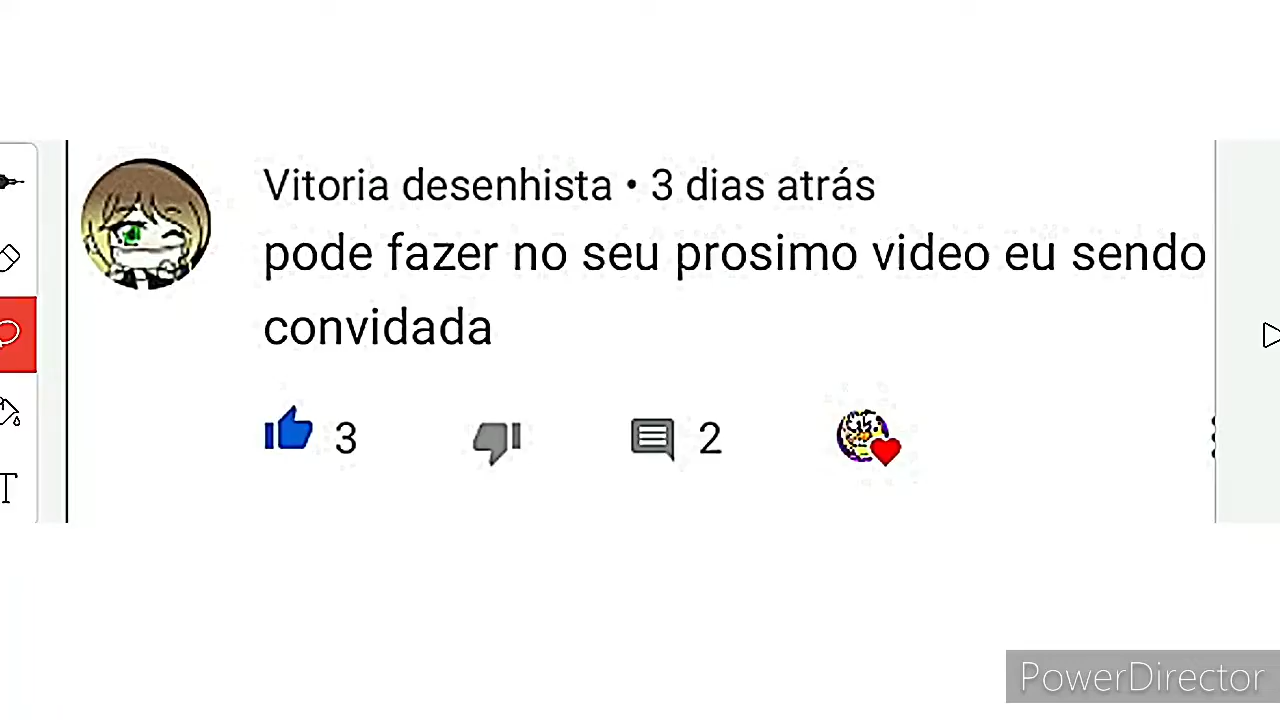 Vitoria desenhista • 3 dias atrás
pode fazer no seu prosimo video eu sendo
convidada
3 2
T
PowerDirector